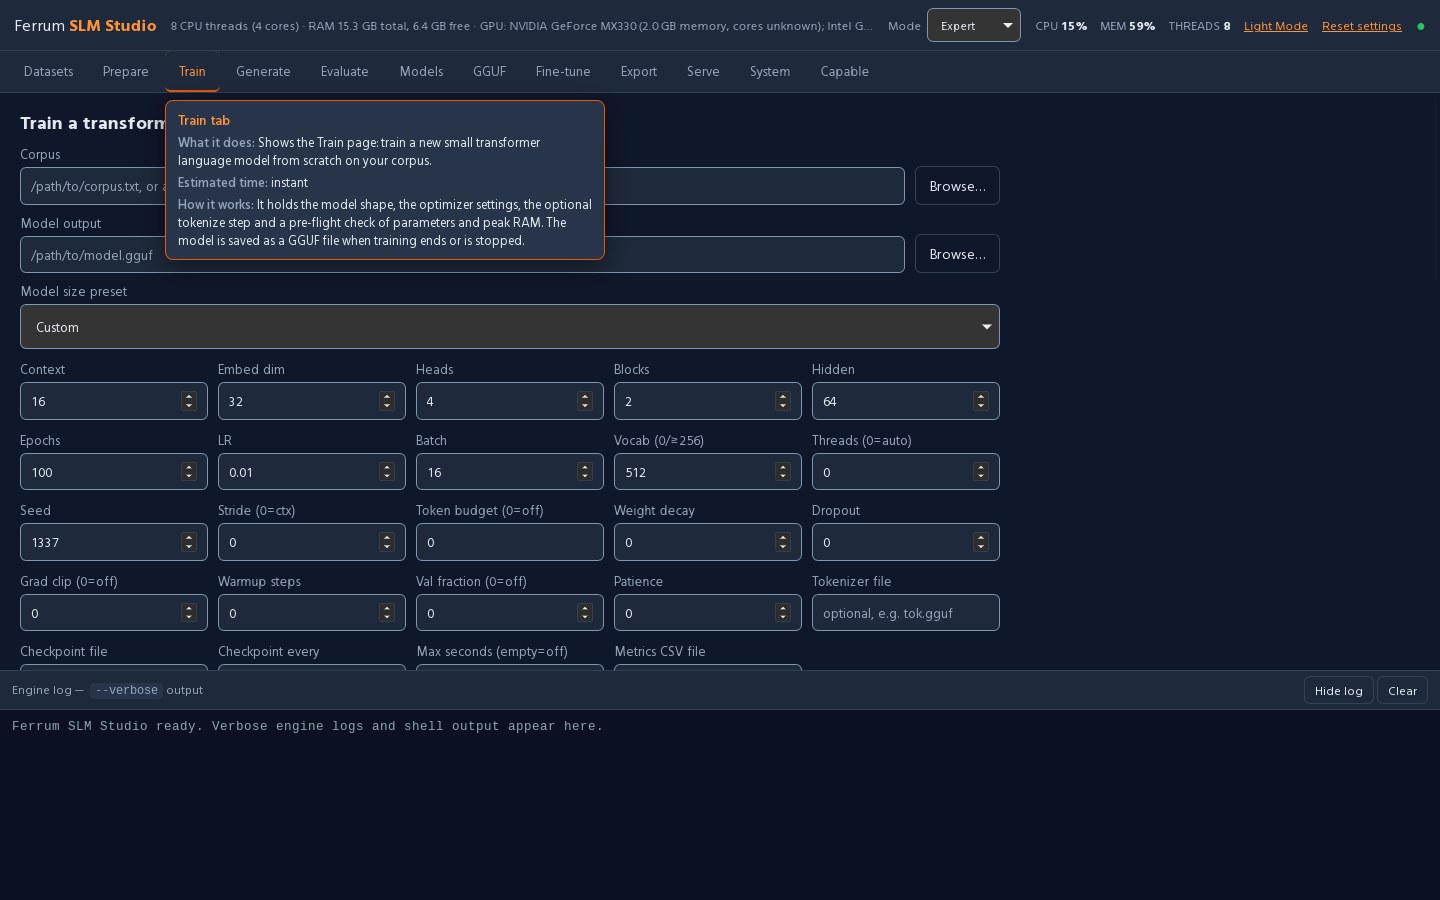 Ferrum SLM Studio
8 CPU threads (4 cores) · RAM 15.3 GB total, 6.4 GB free · GPU: NVIDIA GeForce MX330 (2.0 GB memory, cores unknown); Intel G...
Mode
Expert
CPU 15%
MEM 59%
THREADS 8
Light Mode
Reset settings
Datasets
Prepare
Train
Generate
Evaluate
Models
GGUF
Fine-tune
Export
Serve
System
Capable
Train a transform
Train tab
What it does: Shows the Train page: train a new small transformer
language model from scratch on your corpus.
Estimated time: instant
How it works: It holds the model shape, the optimizer settings, the optional
tokenize step and a pre-flight check of parameters and peak RAM. The
model is saved as a GGUF file when training ends or is stopped.
Corpus
/path/to/corpus.txt, or
Browse...
Model output
/path/to/model.gguf
Browse...
Model size preset
Custom
Context
Embed dim
Heads
Blocks
Hidden
16
32
4
2
64
Epochs
LR
Batch
Vocab (0/≥256)
Threads (0=auto)
100
0.01
16
512
0
Seed
Stride (0=ctx)
Token budget (0=off)
Weight decay
Dropout
1337
0
0
0
0
Grad clip (0=off)
Warmup steps
Val fraction (0=off)
Patience
Tokenizer file
0
0
0
0
optional, e.g. tok.gguf
Checkpoint file
Checkpoint every
Max seconds (empty=off)
Metrics CSV file
Engine log — --verbose output
Hide log
Clear
Ferrum SLM Studio ready. Verbose engine logs and shell output appear here.